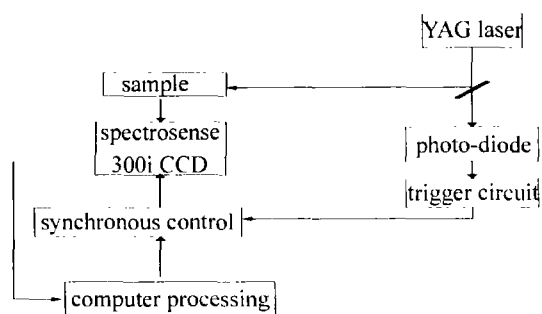 YAG laser
sample
spectrosense
300i CCD
photo-diode
trigger circuit
synchronous control
computer processing